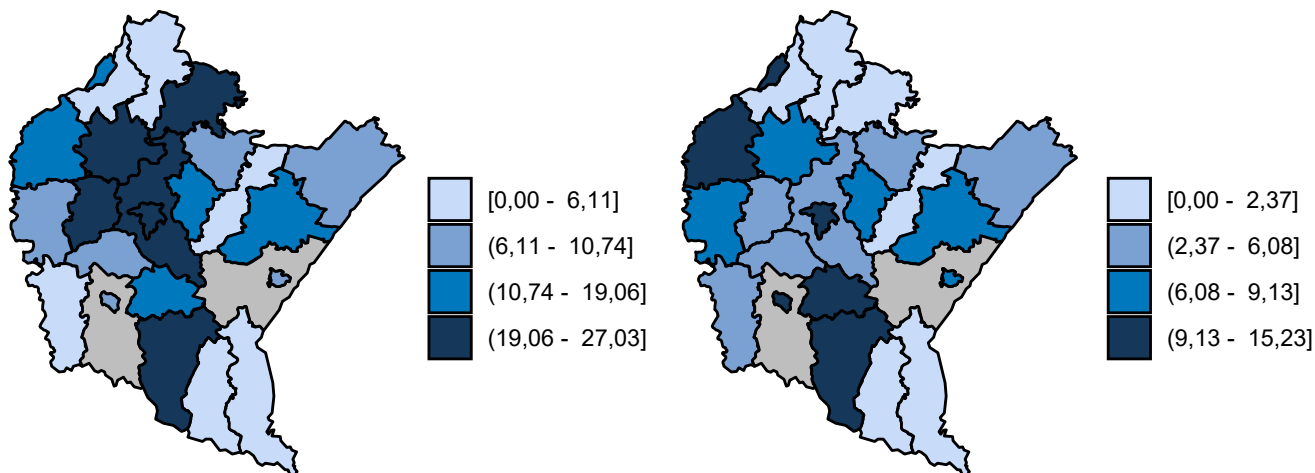 [0,00 - 6,11]
(6,11 - 10,74]
(10,74 - 19,06]
(19,06 - 27,03]
[0,00 - 2,37]
(2,37 - 6,08]
(6,08 - 9,13]
(9,13 - 15,23]